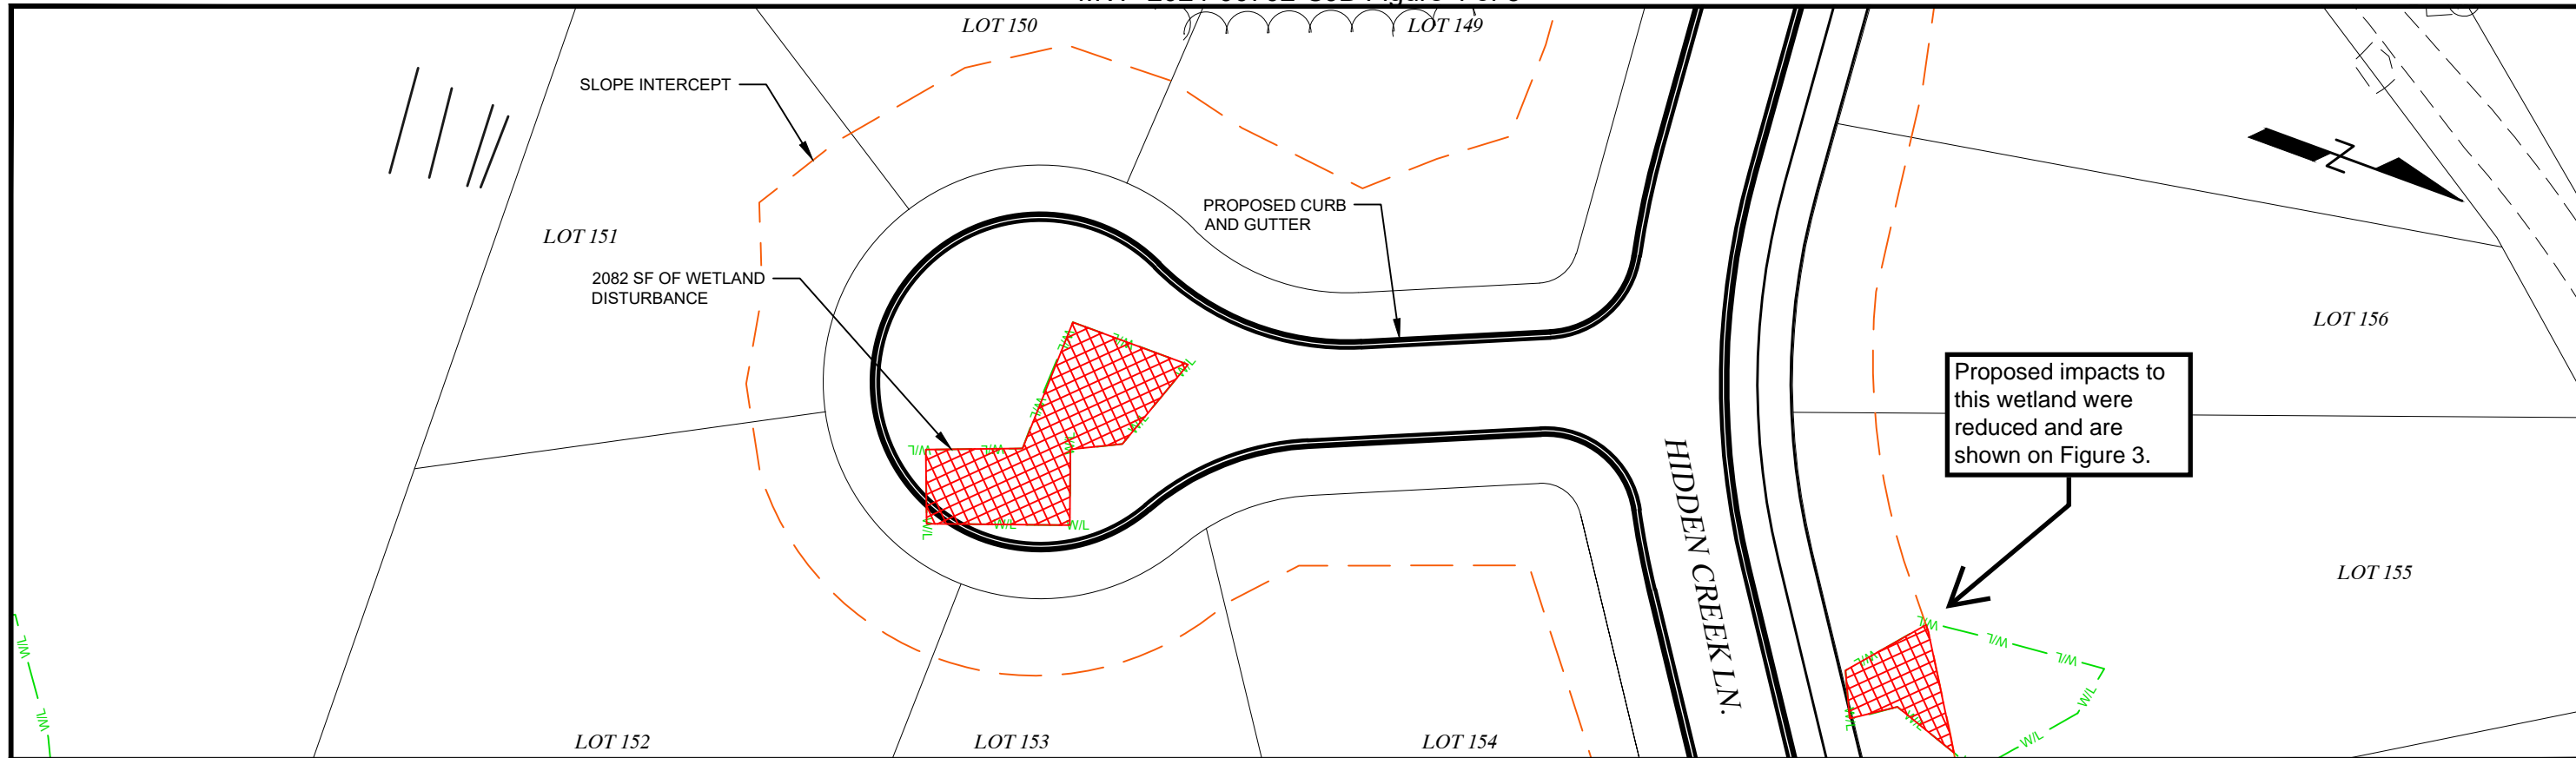 LOT 150
LOT 149
SLOPE INTERCEPT
PROPOSED CURB
AND GUTTER
LOT 151
2082 SF OF WETLAND
DISTURBANCE
N
LOT 156
Proposed impacts to
this wetland were
reduced and are
shown on Figure 3.
W/L
W/L
W/L
W/L
W/L
W/L
W/L
W/L
W/L
W/L
W/L
HIDDEN CREEK LN.
LOT 155
W/L
W/L
W/L
W/L
W/L
W/L
W/L
W/L
W/L
W/L
LOT 152
LOT 153
LOT 154